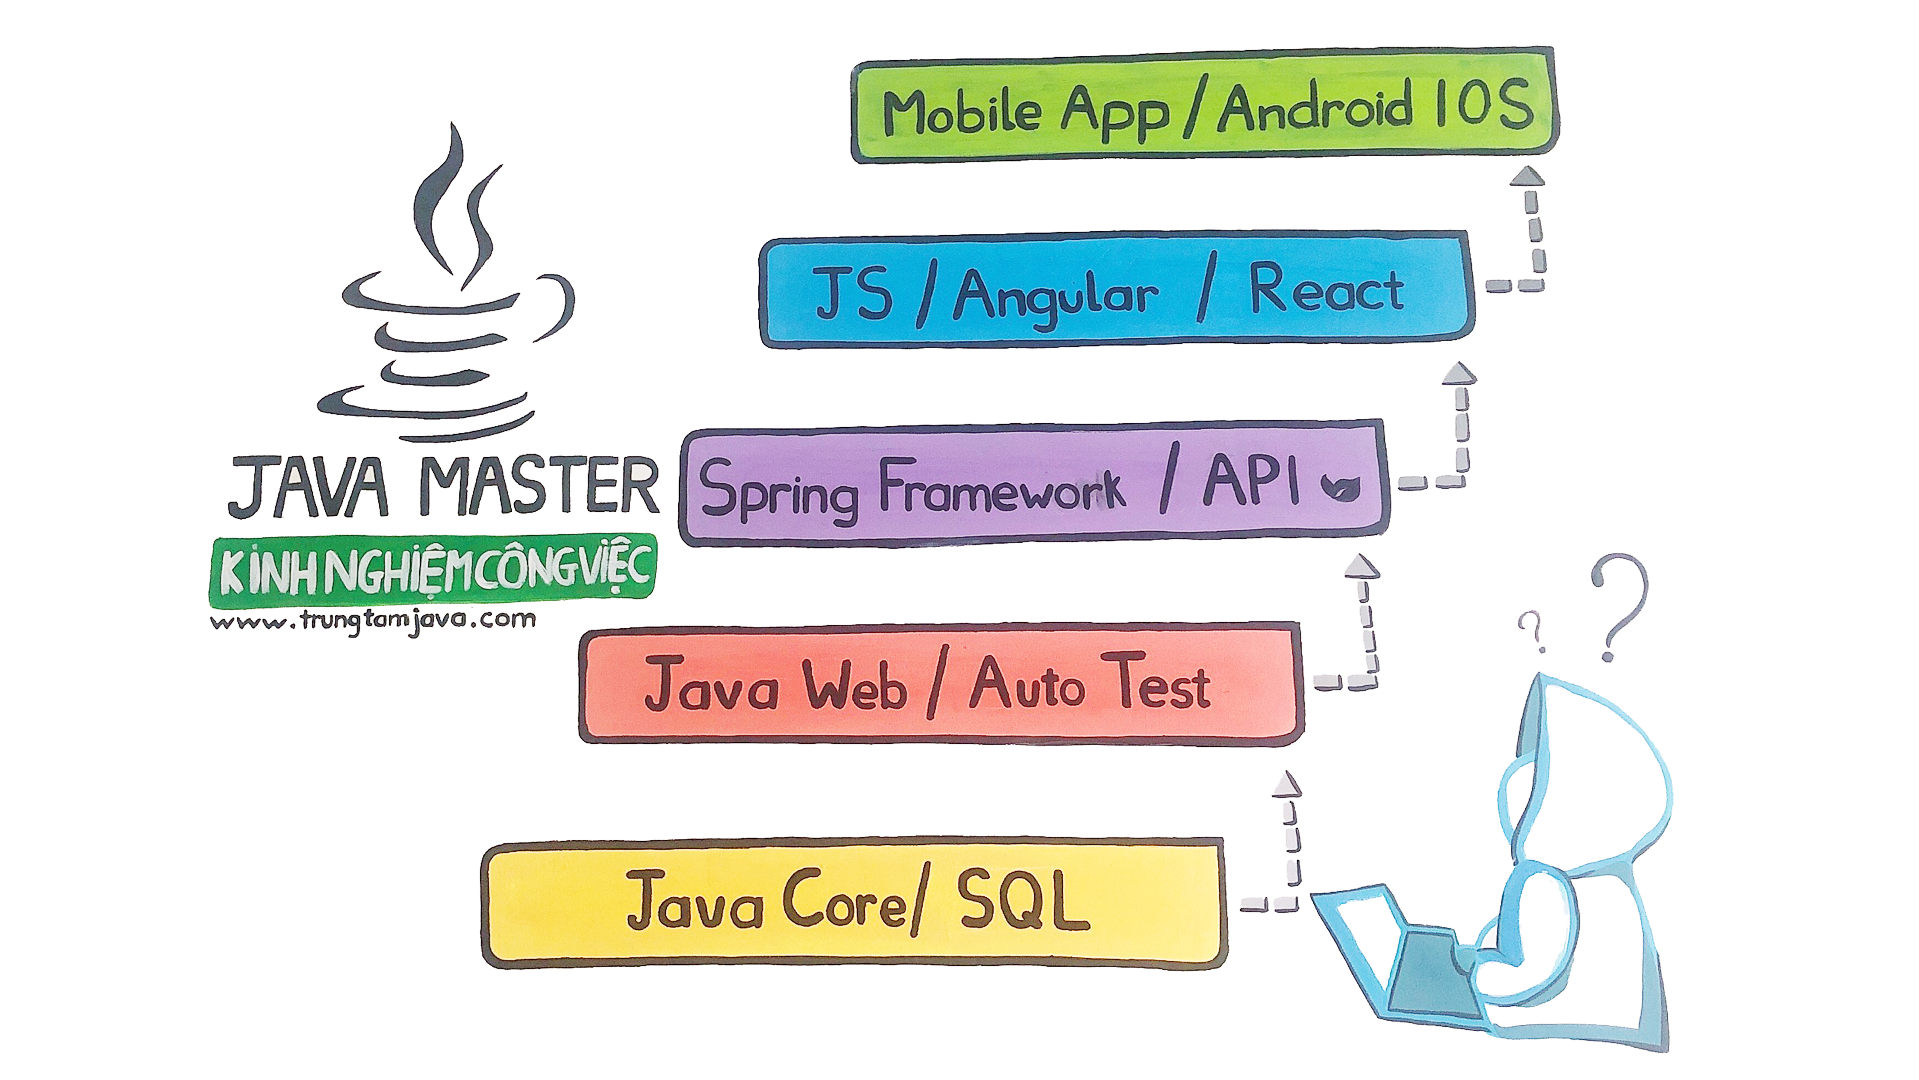 Mobile App / Android IOS
JS / Angular / React
JAVA MASTER
Spring Framework / API
KINH NGHIỆM CÔNG VIỆC
www.trungtamjava.com
Java Web / Auto Test
? ?
Java Core / SQL